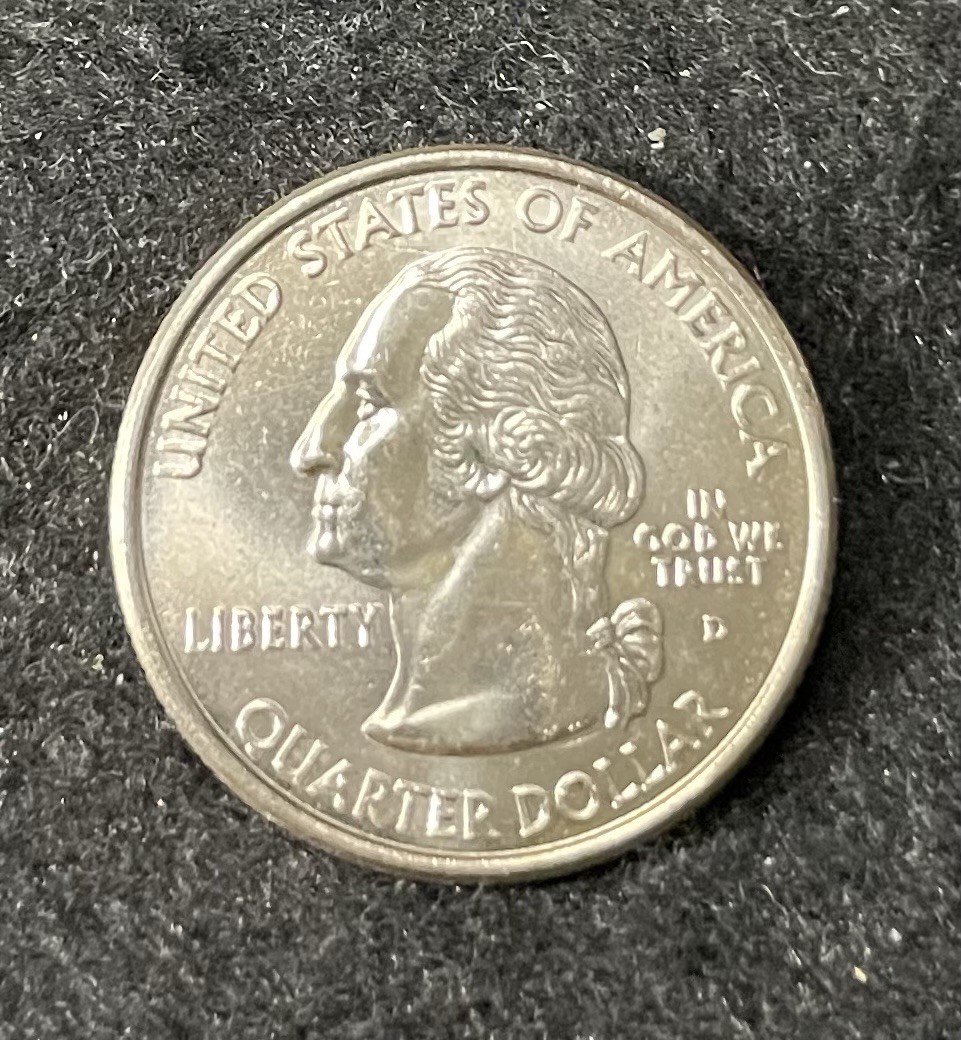 UNITED STATES OF AMERICA
IN
GOD WE
TRUST
LIBERTY
D
QUARTER DOLLAR